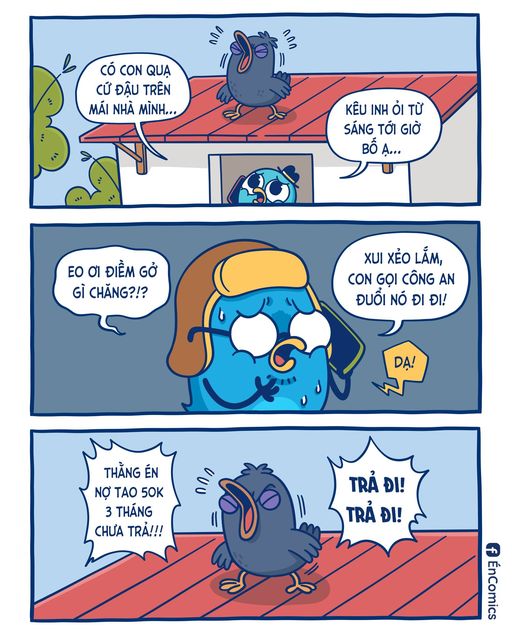 CÓ CON QUẠ
CỨ ĐẬU TRÊN
MÁI NHÀ MÌNH...
KÊU INH ỎI TỪ
SÁNG TỚI GIỜ
BỐ Ạ...
EO ƠI ĐIỀM GỞ
GÌ CHĂNG?!?
XUI XẺO LẮM,
CON GỌI CÔNG AN
ĐUỔI NÓ ĐI ĐI!
DẠ!
THẰNG ÉN
NỢ TAO 50K
3 THÁNG
CHƯA TRẢ!!!
TRẢ ĐI!
TRẢ ĐI!
ÉnComics